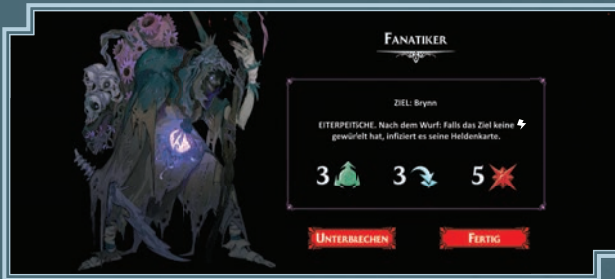 FANATIKER
ZIEL: Brynn
EITERPEITSCHE. Nach dem Wurf: Falls das Ziel keine
gewürfelt hat, infiziert es seine Heldenkarte.
3 3 5
UNTERBRECHEN FERTIG